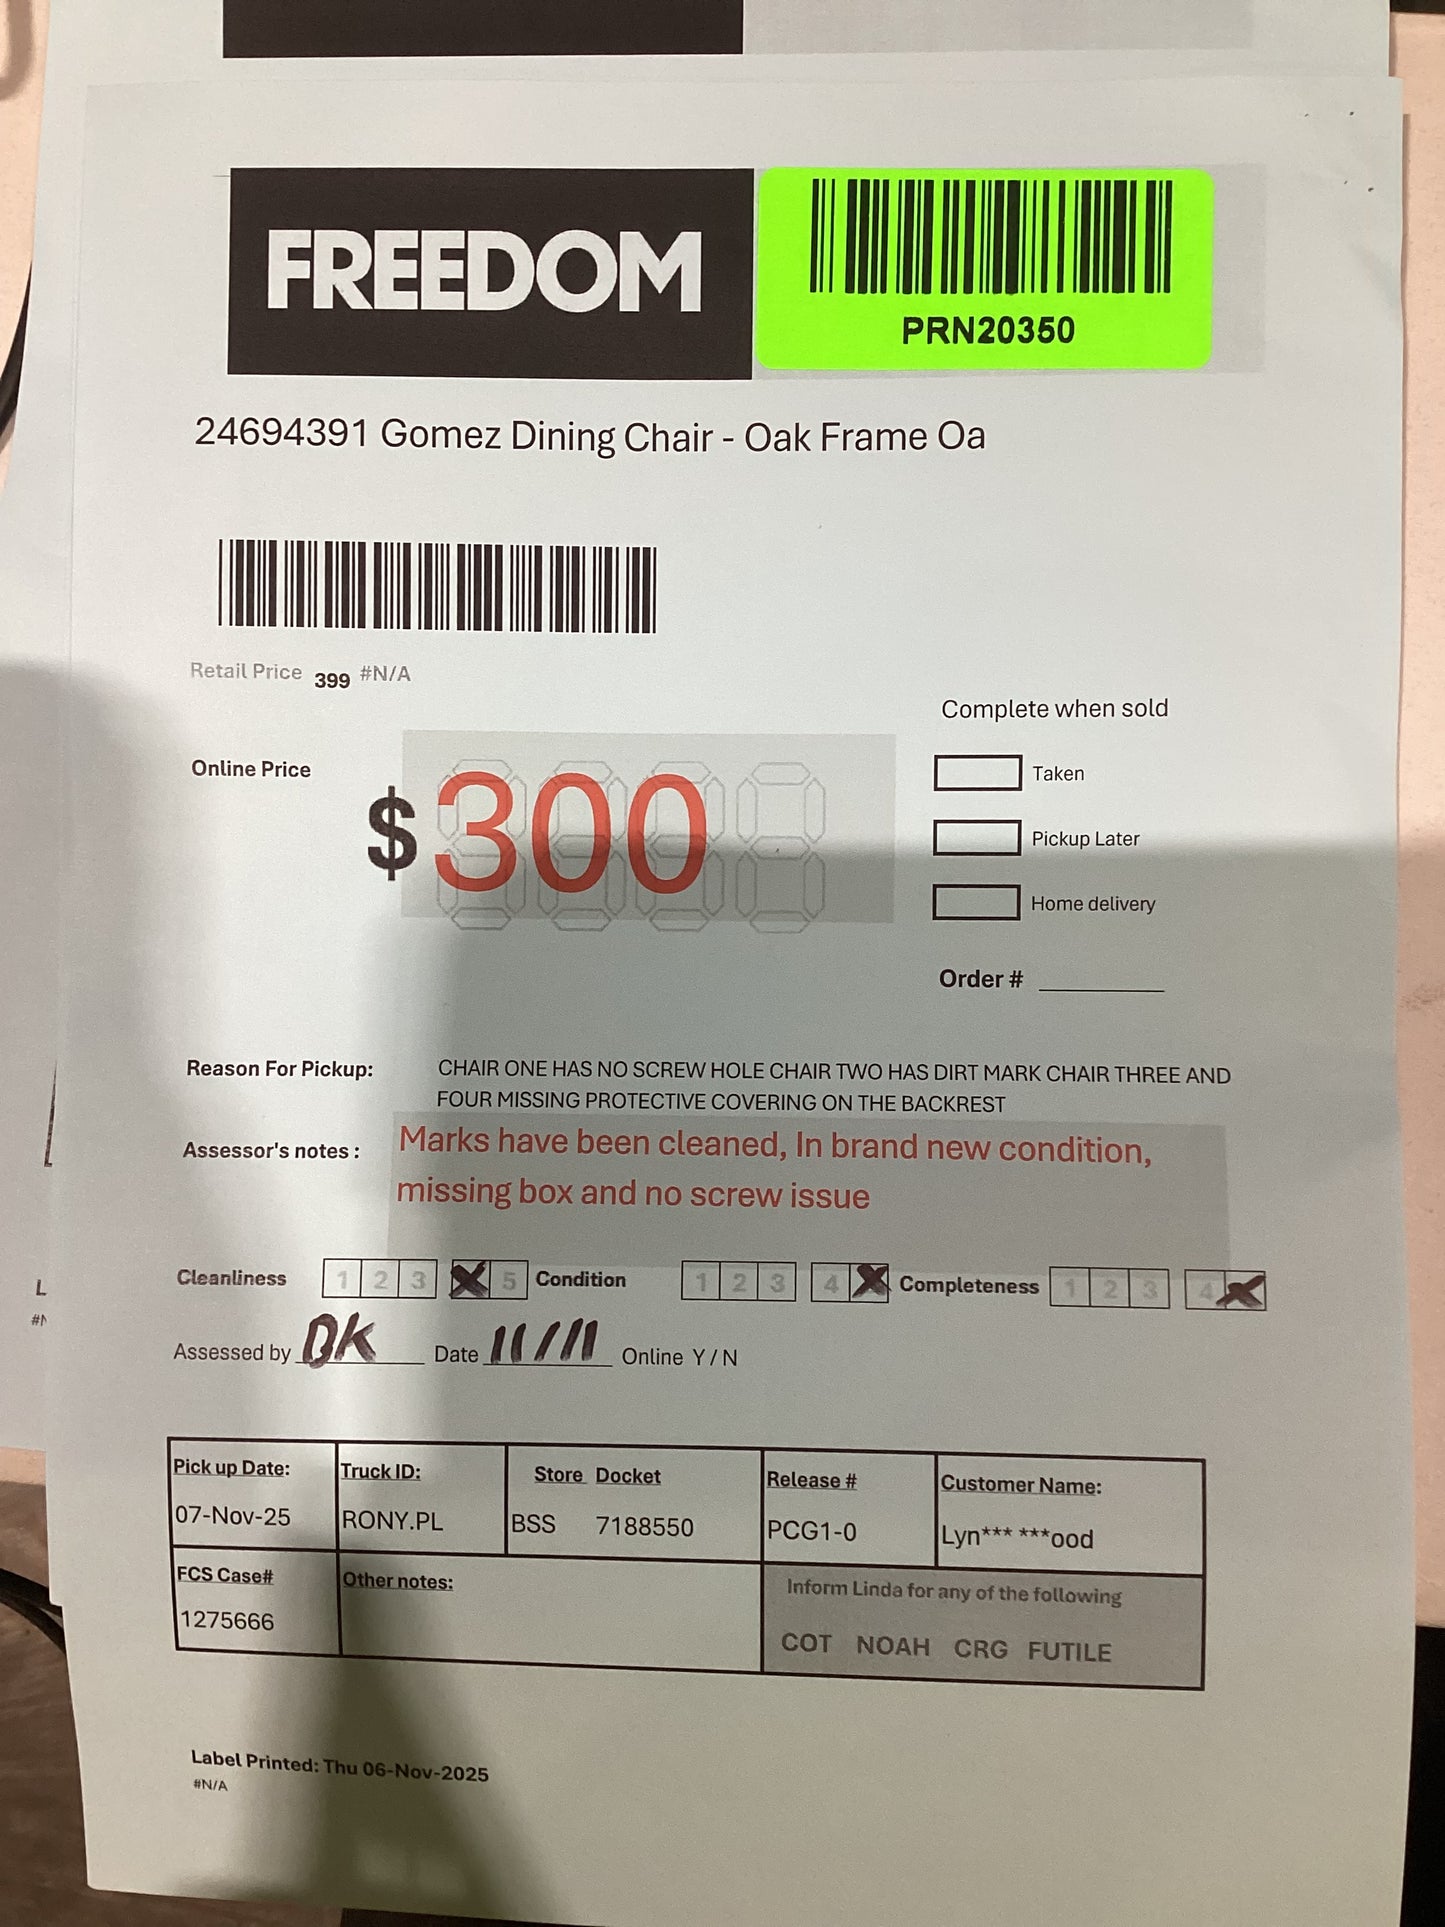 FREEDOM
PRN20350
24694391 Gomez Dining Chair - Oak Frame Oa
Retail Price 399 #N/A
Complete when sold
Online Price
$300
Taken
Pickup Later
Home delivery
Order #
Reason For Pickup: CHAIR ONE HAS NO SCREW HOLE CHAIR TWO HAS DIRT MARK CHAIR THREE AND
FOUR MISSING PROTECTIVE COVERING ON THE BACKREST
Assessor's notes : Marks have been cleaned, In brand new condition,
missing box and no screw issue
Cleanliness 1 2 3 5 Condition 1 2 3 4 Completeness 1 2 3 4
Assessed by DK Date 11/11 Online Y / N
Pick up Date: Truck ID: Store Docket Release # Customer Name:
07-Nov-25 RONY.PL BSS 7188550 PCG1-0 Lyn*** ***ood
FCS Case# Other notes: Inform Linda for any of the following
1275666 COT NOAH CRG FUTILE
Label Printed: Thu 06-Nov-2025
#N/A
L